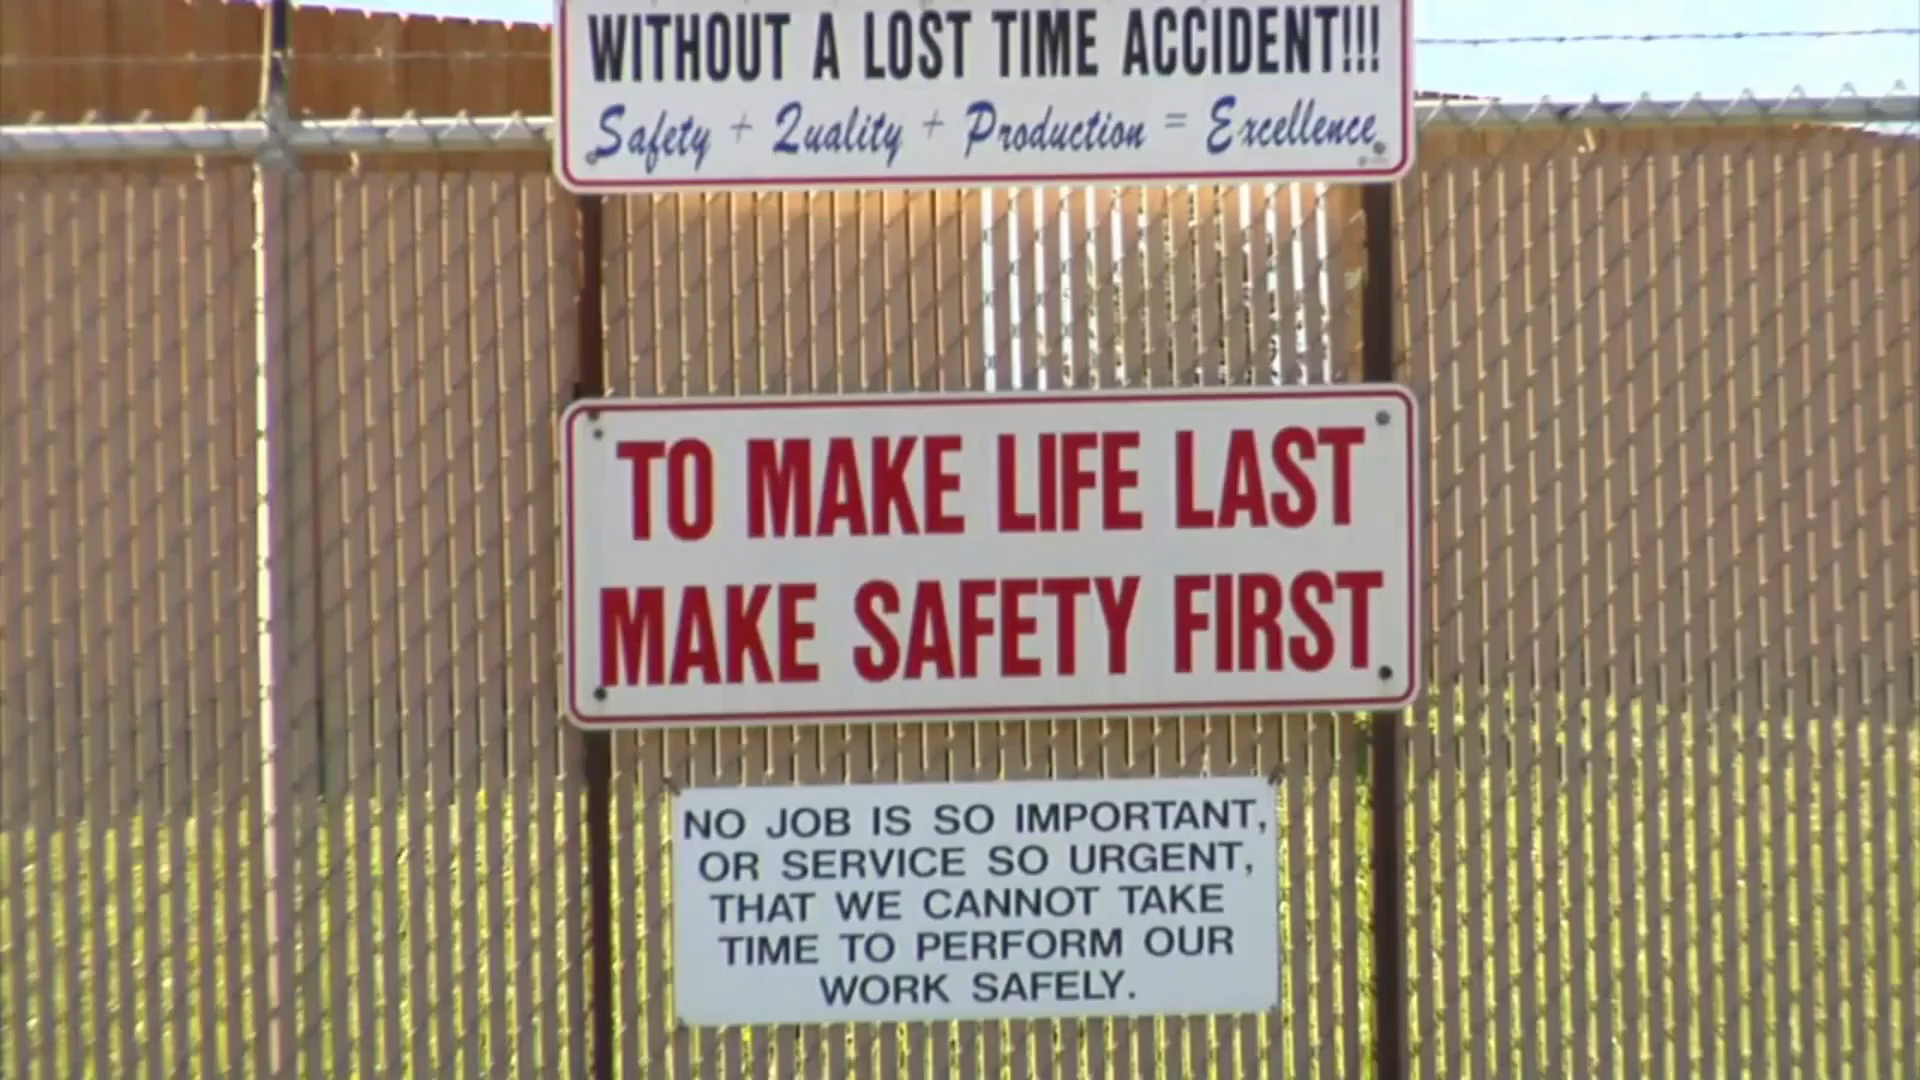 WITHOUT A LOST TIME ACCIDENT!!!
Safety + Quality + Production = Excellence
TO MAKE LIFE LAST
MAKE SAFETY FIRST
NO JOB IS SO IMPORTANT,
OR SERVICE SO URGENT,
THAT WE CANNOT TAKE
TIME TO PERFORM OUR
WORK SAFELY.